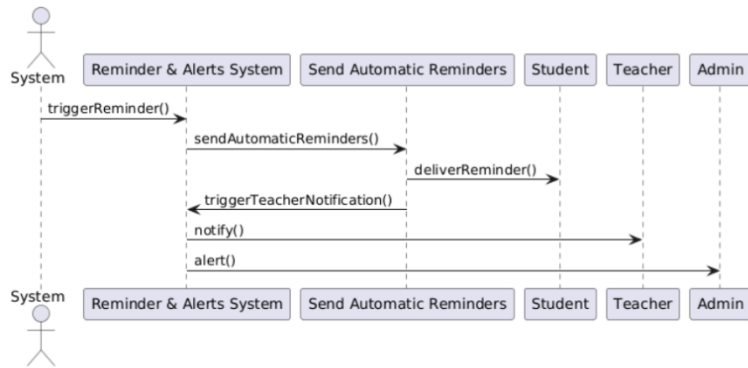 System
Reminder & Alerts System
Send Automatic Reminders
Student
Teacher
Admin
triggerReminder()
sendAutomaticReminders()
deliverReminder()
triggerTeacherNotification()
notify()
alert()
System
Reminder & Alerts System
Send Automatic Reminders
Student
Teacher
Admin